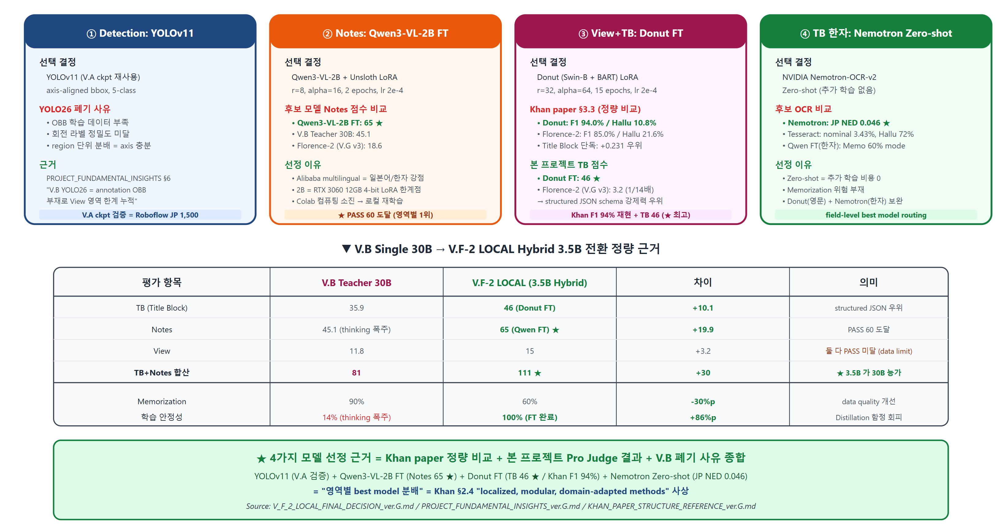 ① Detection: YOLOv11
선택 결정
YOLOv11 (V.A ckpt 재사용)
axis-aligned bbox, 5-class
YOLO26 폐기 사유
• OBB 학습 데이터 부족
• 회전 라벨 정밀도 미달
• region 단위 분배 = axis 충분
근거
PROJECT_FUNDAMENTAL_INSIGHTS §6
"V.B YOLO26 = annotation OBB
부재로 View 영역 한계 누적"
V.A ckpt 검증 = Roboflow JP 1,500
② Notes: Qwen3-VL-2B FT
선택 결정
Qwen3-VL-2B + Unsloth LoRA
r=8, alpha=16, 2 epochs, lr 2e-4
후보 모델 Notes 점수 비교
• Qwen3-VL-2B FT: 65 ★
• V.B Teacher 30B: 45.1
• Florence-2 (V.G v3): 18.6
선정 이유
• Alibaba multilingual = 일본어/한자 강점
• 2B = RTX 3060 12GB 4-bit LoRA 한계점
• Colab 컴퓨팅 소진 → 로컬 재학습
★ PASS 60 도달 (영역별 1위)
③ View+TB: Donut FT
선택 결정
Donut (Swin-B + BART) LoRA
r=32, alpha=64, 15 epochs, lr 2e-4
Khan paper §3.3 (정량 비교)
• Donut: F1 94.0% / Hallu 10.8%
• Florence-2: F1 85.0% / Hallu 21.6%
• Title Block 단독: +0.231 우위
본 프로젝트 TB 점수
• Donut FT: 46 ★
• Florence-2 (V.G v3): 3.2 (1/14배)
→ structured JSON schema 강제력 우위
Khan F1 94% 재현 + TB 46 (★ 최고)
④ TB 한자: Nemotron Zero-shot
선택 결정
NVIDIA Nemotron-OCR-v2
Zero-shot (추가 학습 없음)
후보 OCR 비교
• Nemotron: JP NED 0.046 ★
• Tesseract: nominal 3.43%, Hallu 72%
• Qwen FT(한자): Memo 60% mode
선정 이유
• Zero-shot = 추가 학습 비용 0
• Memorization 위험 부재
• Donut(영문) + Nemotron(한자) 보완
field-level best model routing
▼ V.B Single 30B → V.F-2 LOCAL Hybrid 3.5B 전환 정량 근거
평가 항목 V.B Teacher 30B V.F-2 LOCAL (3.5B Hybrid) 차이 의미
TB (Title Block) 35.9 46 (Donut FT) +10.1 structured JSON 우위
Notes 45.1 (thinking 폭주) 65 (Qwen FT) ★ +19.9 PASS 60 도달
View 11.8 15 +3.2 둘 다 PASS 미달 (data limit)
TB+Notes 합산 81 111 ★ +30 ★ 3.5B 가 30B 능가
Memorization 90% 60% -30%p data quality 개선
학습 안정성 14% (thinking 폭주) 100% (FT 완료) +86%p Distillation 함정 회피
★ 4가지 모델 선정 근거 = Khan paper 정량 비교 + 본 프로젝트 Pro Judge 결과 + V.B 폐기 사유 종합
YOLOv11 (V.A 검증) + Qwen3-VL-2B FT (Notes 65 ★) + Donut FT (TB 46 ★ / Khan F1 94%) + Nemotron Zero-shot (JP NED 0.046)
= "영역별 best model 분배" = Khan §2.4 "localized, modular, domain-adapted methods" 사상
Source: V_F_2_LOCAL_FINAL_DECISION_ver.G.md / PROJECT_FUNDAMENTAL_INSIGHTS_ver.G.md / KHAN_PAPER_STRUCTURE_REFERENCE_ver.G.md